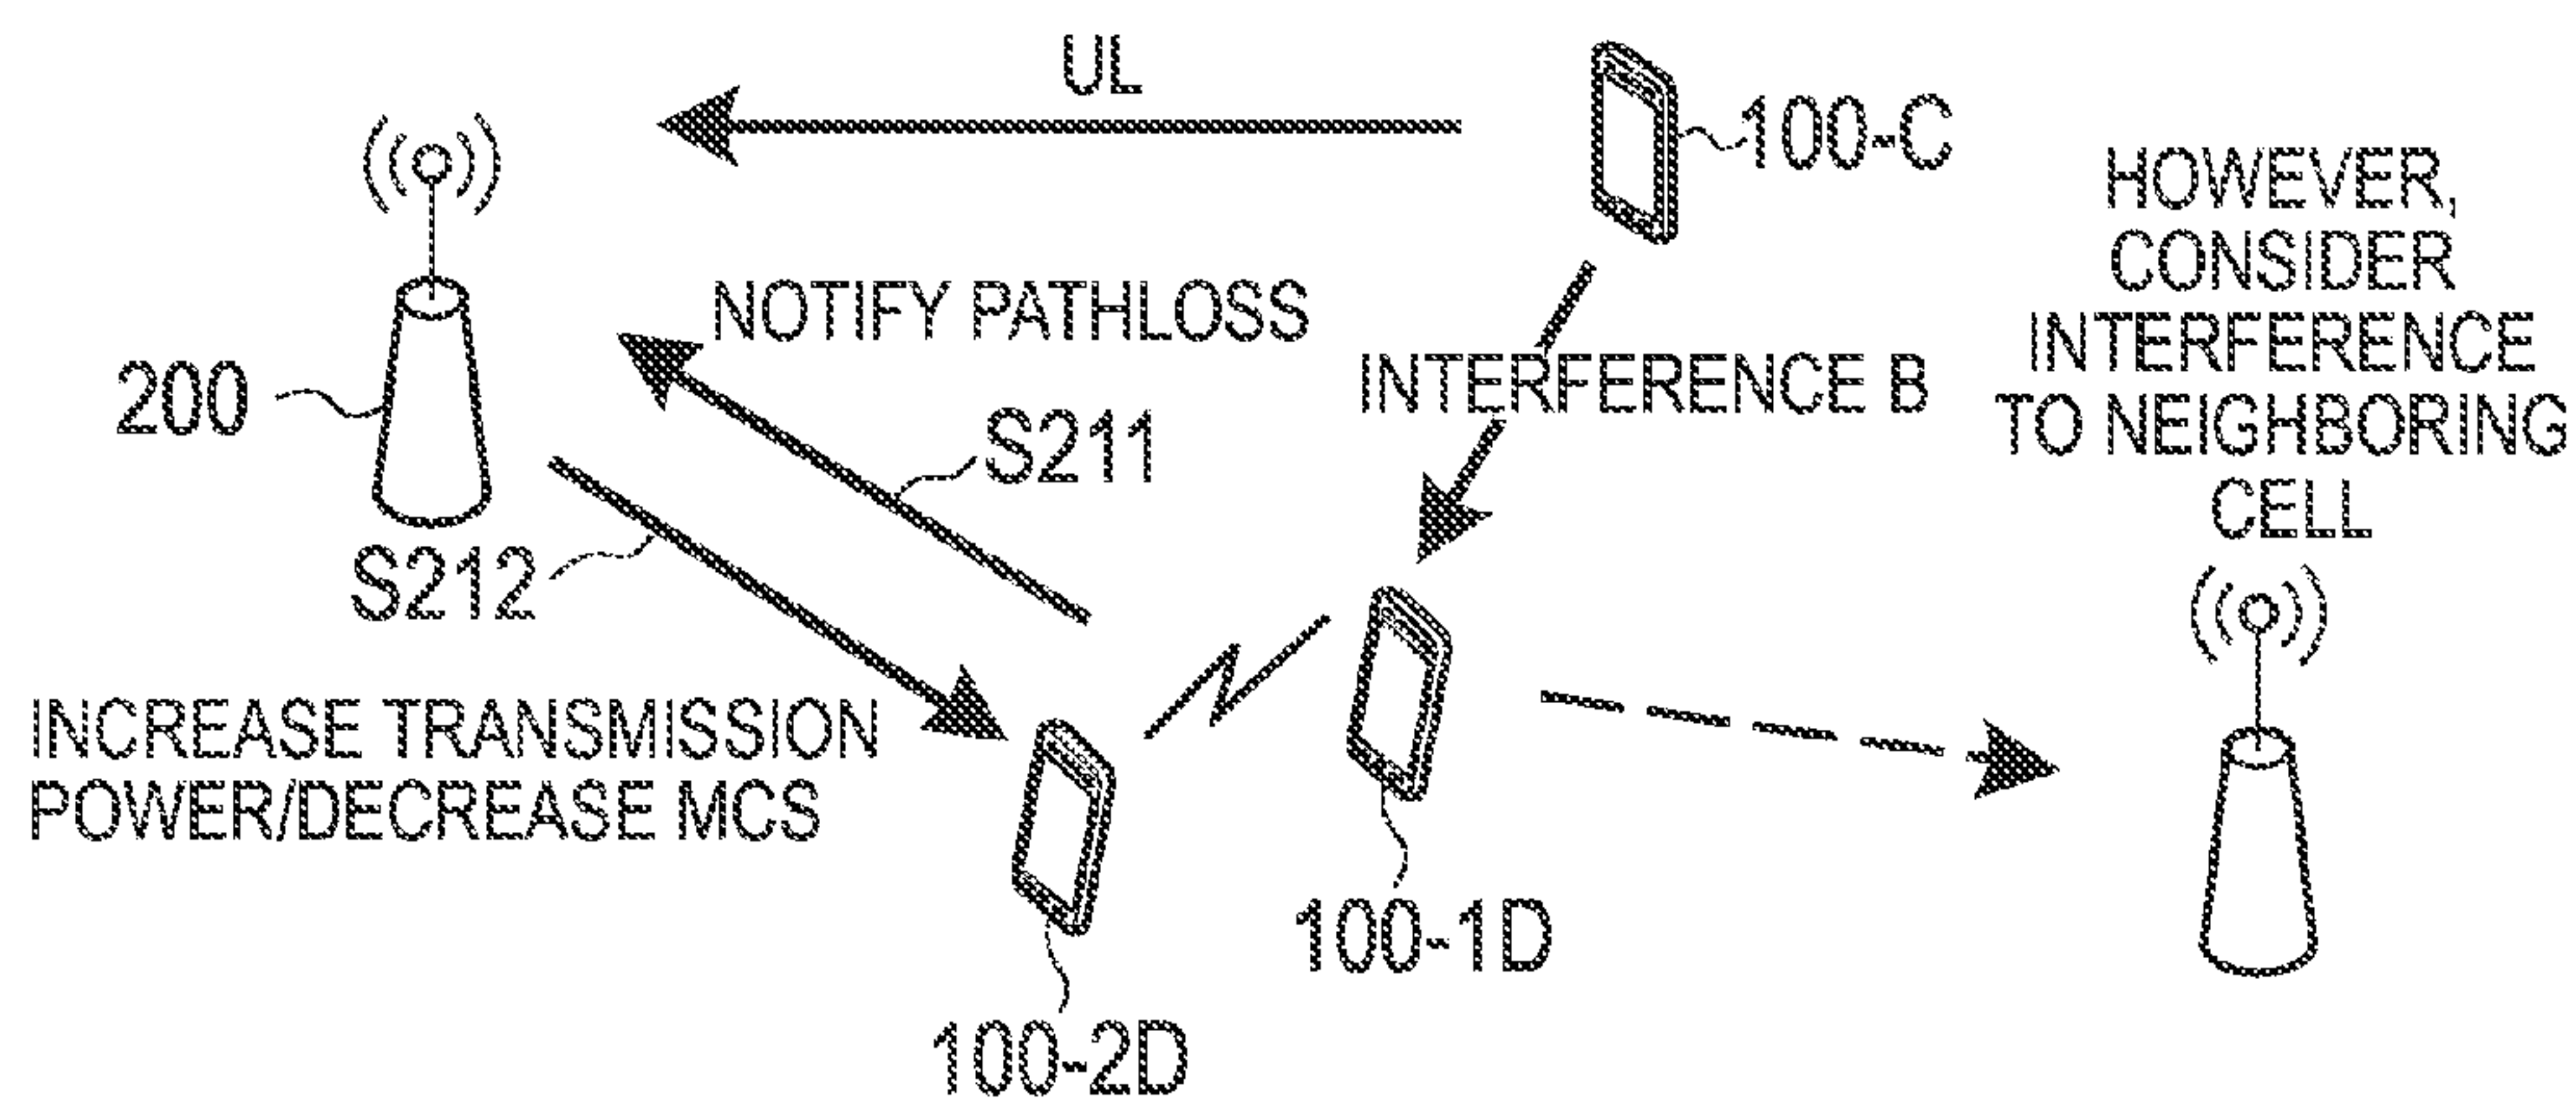 UL
100-C
HOWEVER,
CONSIDER
INTERFERENCE
TO NEIGHBORING
CELL
NOTIFY PATHLOSS
INTERFERENCE B
200
S211
S212
INCREASE TRANSMISSION
POWER/DECREASE MCS
100-1D
100-2D